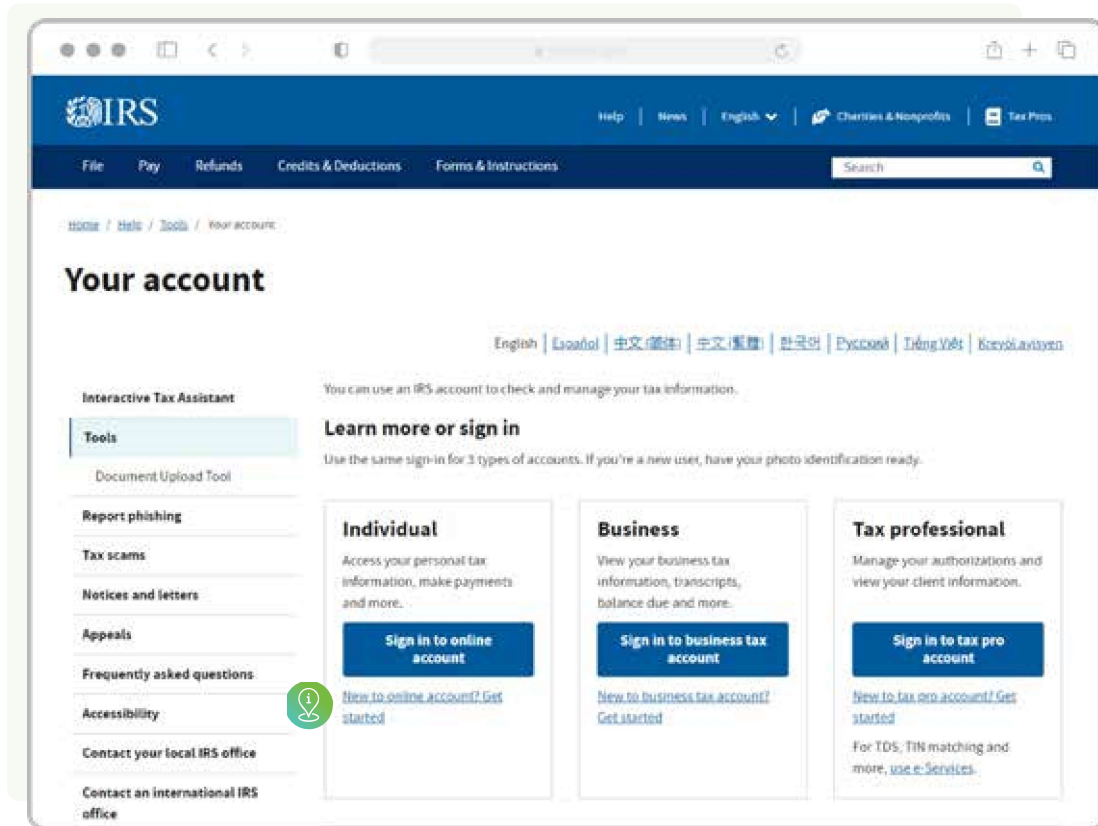 IRS
Help
News
English
Charities & Nonprofits
Tax Pros
File
Pay
Refunds
Credits & Deductions
Forms & Instructions
Search
Home / Help / Tools / Your account
Your account
English | Español | 中文 (简体) | 中文 (繁體) | 한국어 | Русский | Tiếng Việt | Kreyòl ayisyen
Interactive Tax Assistant
Tools
Document Upload Tool
Report phishing
Tax scams
Notices and letters
Appeals
Frequently asked questions
Accessibility
Contact your local IRS office
Contact an international IRS
office
You can use an IRS account to check and manage your tax information.
Learn more or sign in
Use the same sign-in for 3 types of accounts. If you're a new user, have your photo identification ready.
Individual
Access your personal tax
information, make payments
and more.
Sign in to online
account
New to online account? Get
started
Business
View your business tax
information, transcripts,
balance due and more.
Sign in to business tax
account
New to business tax account?
Get started
Tax professional
Manage your authorizations and
view your client information.
Sign in to tax pro
account
New to tax pro account? Get
started
For TDS, TIN matching and
more, use e-Services.